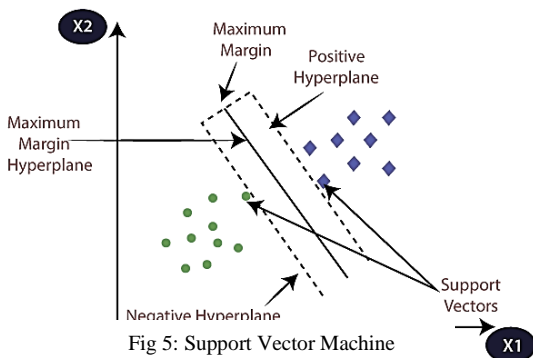 X2
Maximum
Margin
Positive
Hyperplane
Maximum
Margin
Hyperplane
Support
Vectors
Negative Hyperplane
X1
Fig 5: Support Vector Machine